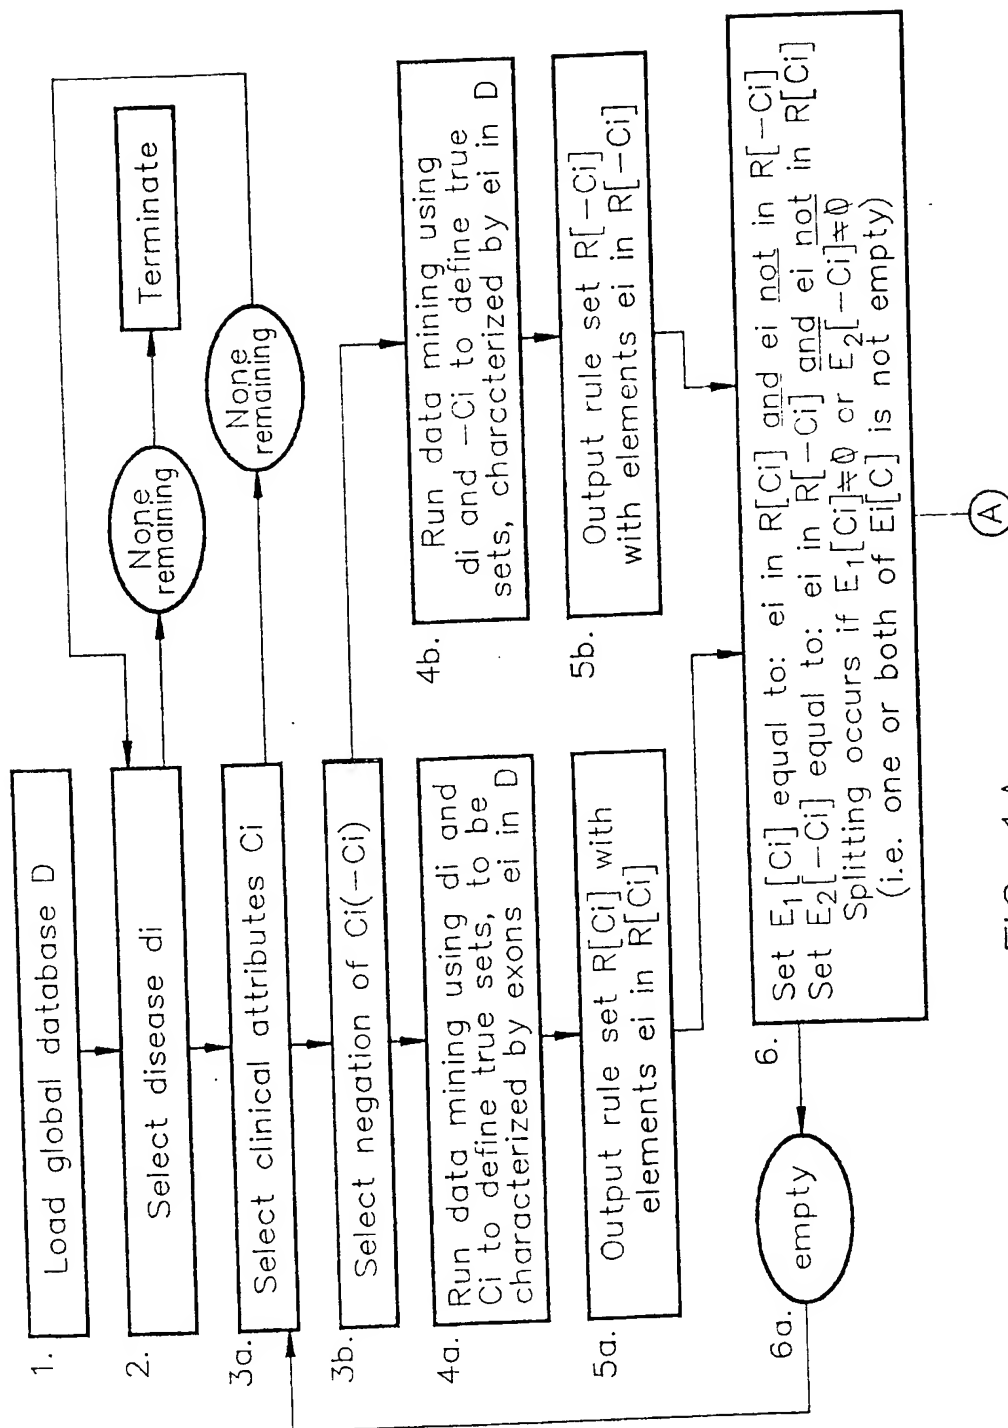 1.
Load global database D
2.
Select disease di
None
remaining
Terminate
3a.
Select clinical attributes Ci
None
remaining
3b.
Select negation of Ci(−Ci)
4a.
Run data mining using di and
Ci to define true sets, to be
characterized by exons ei in D
4b.
Run data mining using
di and −Ci to define true
sets, charccterized by ei in D
5a.
Output rule set R[Ci] with
elements ei in R[Ci]
5b.
Output rule set R[−Ci]
with elements ei in R[−Ci]
6.
Set E₁[Ci] equal to: ei in R[Ci] and ei not in R[−Ci]
Set E₂[−Ci] equal to: ei in R[−Ci] and ei not in R[Ci]
Splitting occurs if E₁[Ci]≠∅ or E₂[−Ci]≠∅
(i.e. one or both of Ei[C] is not empty)
6a.
empty
A